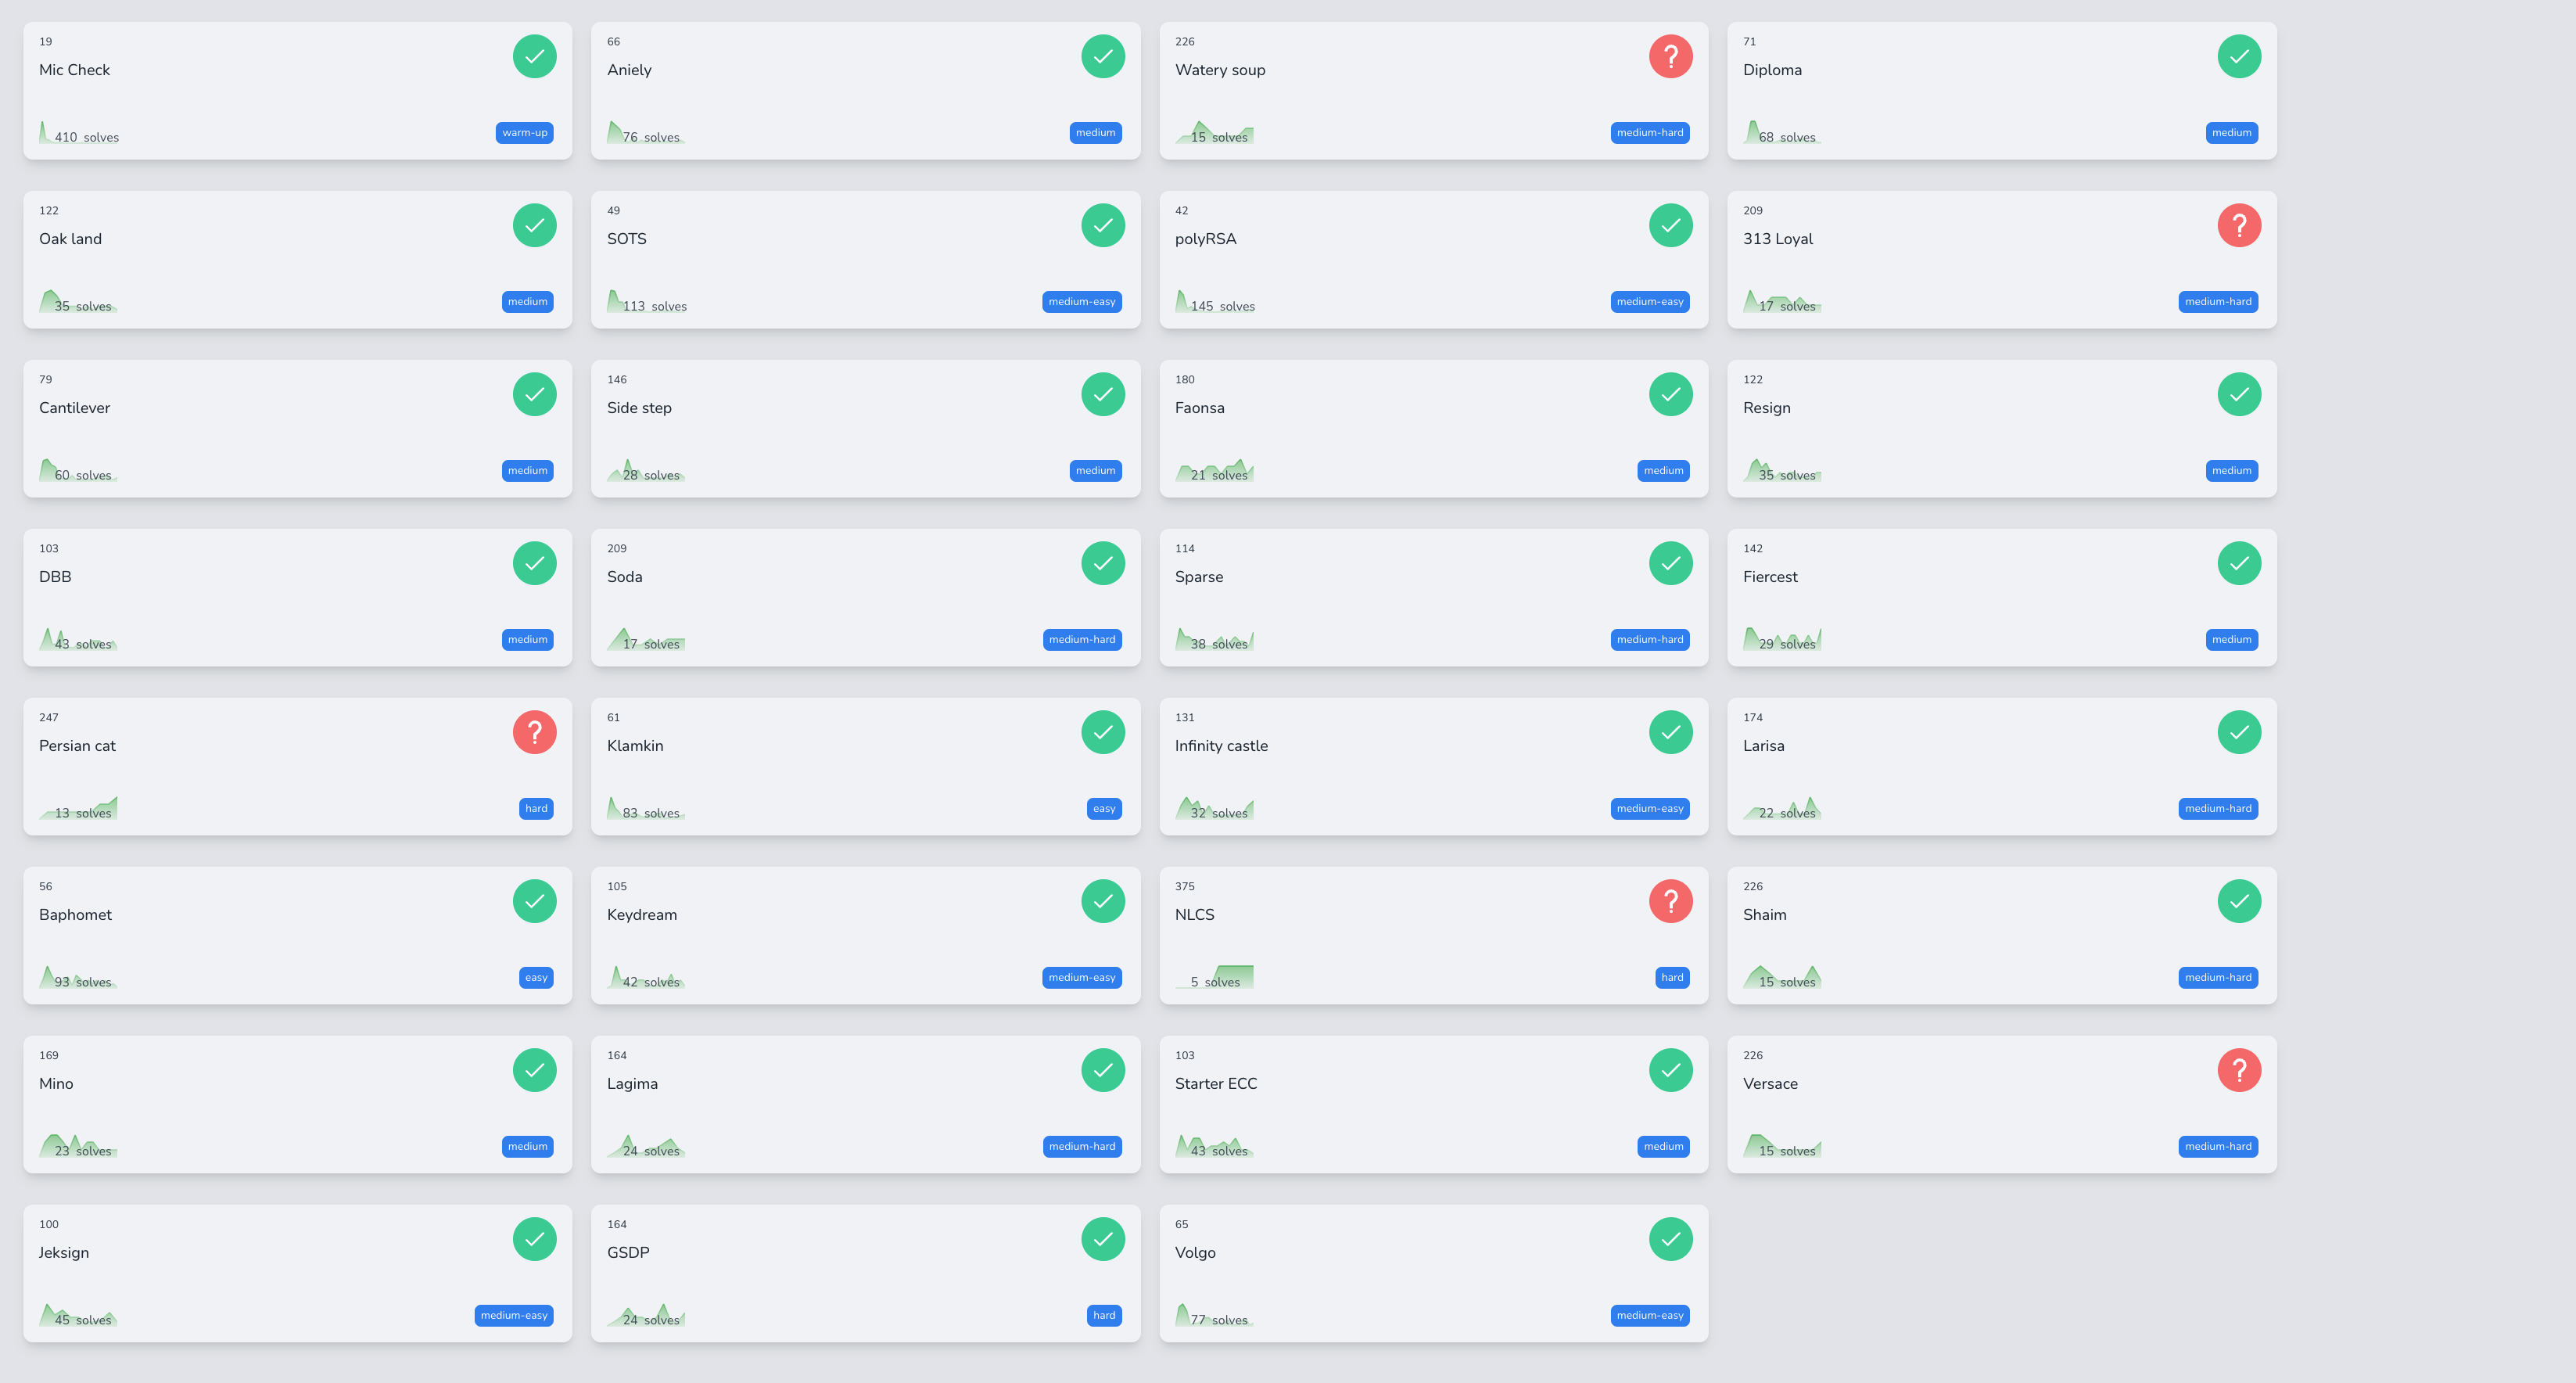 19
Mic Check
410 solves
warm-up
66
Aniely
76 solves
medium
226
Watery soup
15 solves
medium-hard
71
Diploma
68 solves
medium
122
Oak land
35 solves
medium
49
SOTS
113 solves
medium-easy
42
polyRSA
145 solves
medium-easy
209
313 Loyal
17 solves
medium-hard
79
Cantilever
60 solves
medium
146
Side step
28 solves
medium
180
Faonsa
21 solves
medium
122
Resign
35 solves
medium
103
DBB
43 solves
medium
209
Soda
17 solves
medium-hard
114
Sparse
38 solves
medium-hard
142
Fiercest
29 solves
medium
247
Persian cat
13 solves
hard
61
Klamkin
83 solves
easy
131
Infinity castle
32 solves
medium-easy
174
Larisa
22 solves
medium-hard
56
Baphomet
93 solves
easy
105
Keydream
42 solves
medium-easy
375
NLCS
5 solves
hard
226
Shaim
15 solves
medium-hard
169
Mino
23 solves
medium
164
Lagima
24 solves
medium-hard
103
Starter ECC
43 solves
medium
226
Versace
15 solves
medium-hard
100
Jeksign
45 solves
medium-easy
164
GSDP
24 solves
hard
65
Volgo
77 solves
medium-easy